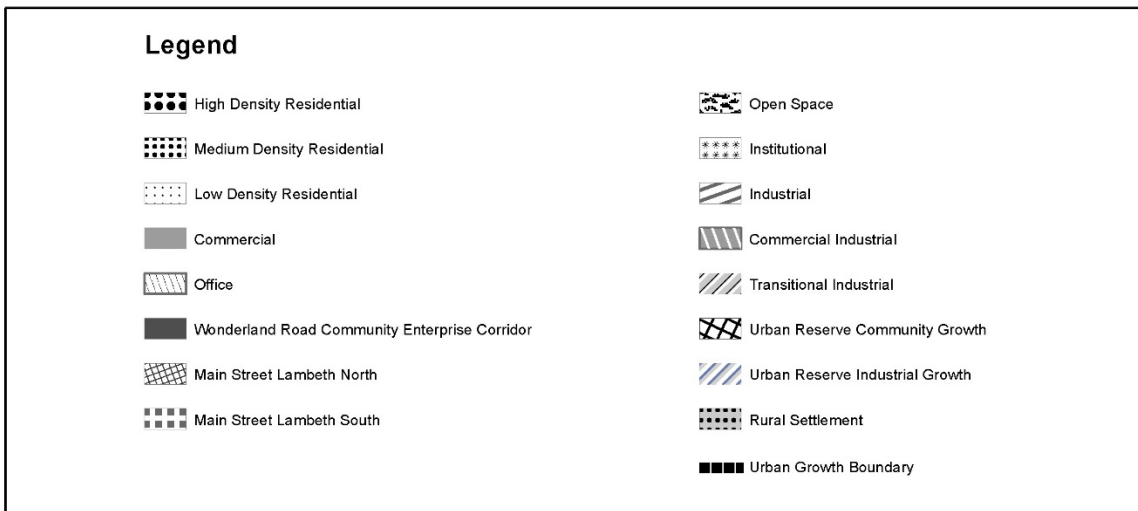 Legend
High Density Residential
Medium Density Residential
Low Density Residential
Commercial
Office
Wonderland Road Community Enterprise Corridor
Main Street Lambeth North
Main Street Lambeth South
Open Space
Institutional
Industrial
Commercial Industrial
Transitional Industrial
Urban Reserve Community Growth
Urban Reserve Industrial Growth
Rural Settlement
Urban Growth Boundary